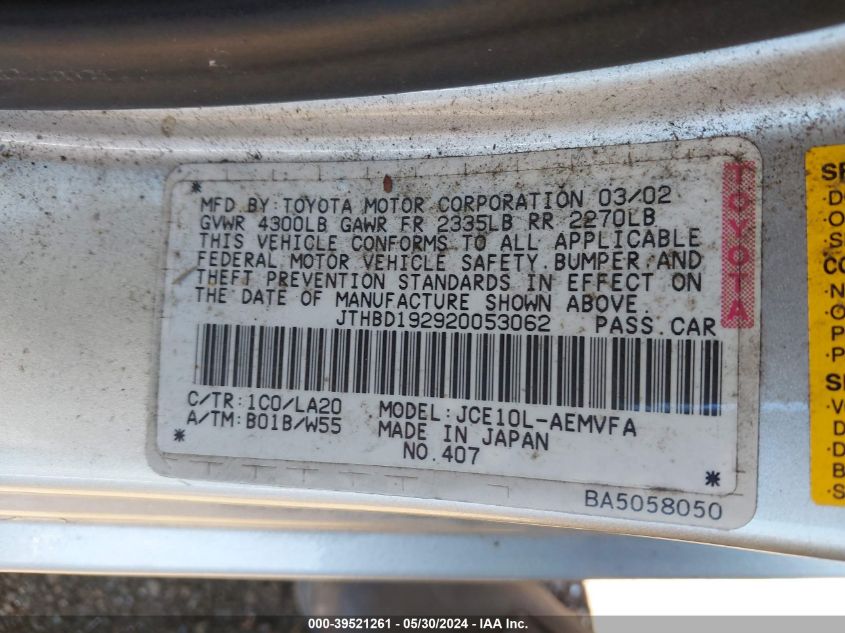 *
MFD BY:TOYOTA MOTOR CORPORATION 03/02
GVWR 4300LB GAWR FR 2335LB RR 2270LB
THIS VEHICLE CONFORMS TO ALL APPLICABLE
FEDERAL MOTOR VEHICLE SAFETY, BUMPER, AND
THEFT PREVENTION STANDARDS IN EFFECT ON
THE DATE OF MANUFACTURE SHOWN ABOVE.
JTHBD192920053062 PASS.CAR
C/TR:1C0/LA20 MODEL:JCE10L-AEMVFA
A/TM:B01B/W55 MADE IN JAPAN
* NO.407 *
BA5058050
TOYOTA
000-39521261 - 05/30/2024 - IAA Inc.